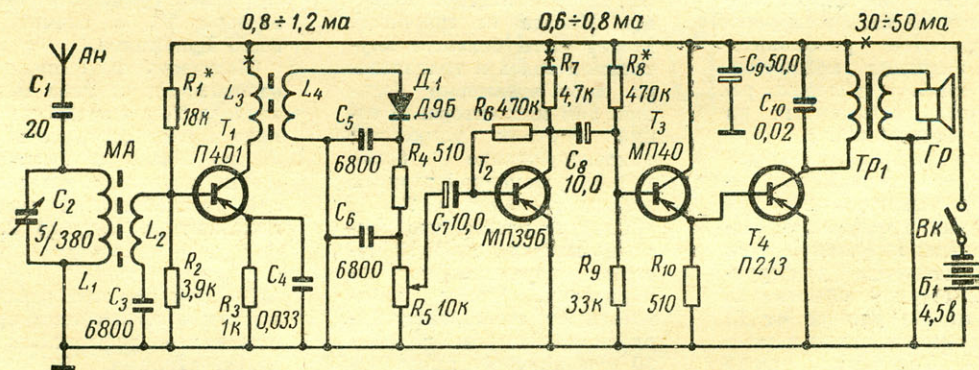 0,8÷1,2 ма
0,6÷0,8 ма
30÷50 ма
Ан
C1
20
МА
C2
5/380
L1
L2
C3
6800
R1*
18к
T1
П401
R2
3,9к
R3
1к
C4
0,033
L3
L4
Д1
Д9Б
C5
6800
R4 510
C6
6800
R5 10к
C7 10,0
R6 470к
T2
МП39Б
R7
4,7к
C8
10,0
R8*
470к
T3
МП40
R9
33к
R10
510
C9 50,0
C10
0,02
T4
П213
Тр1
Гр
Вк
Б1
4,5в